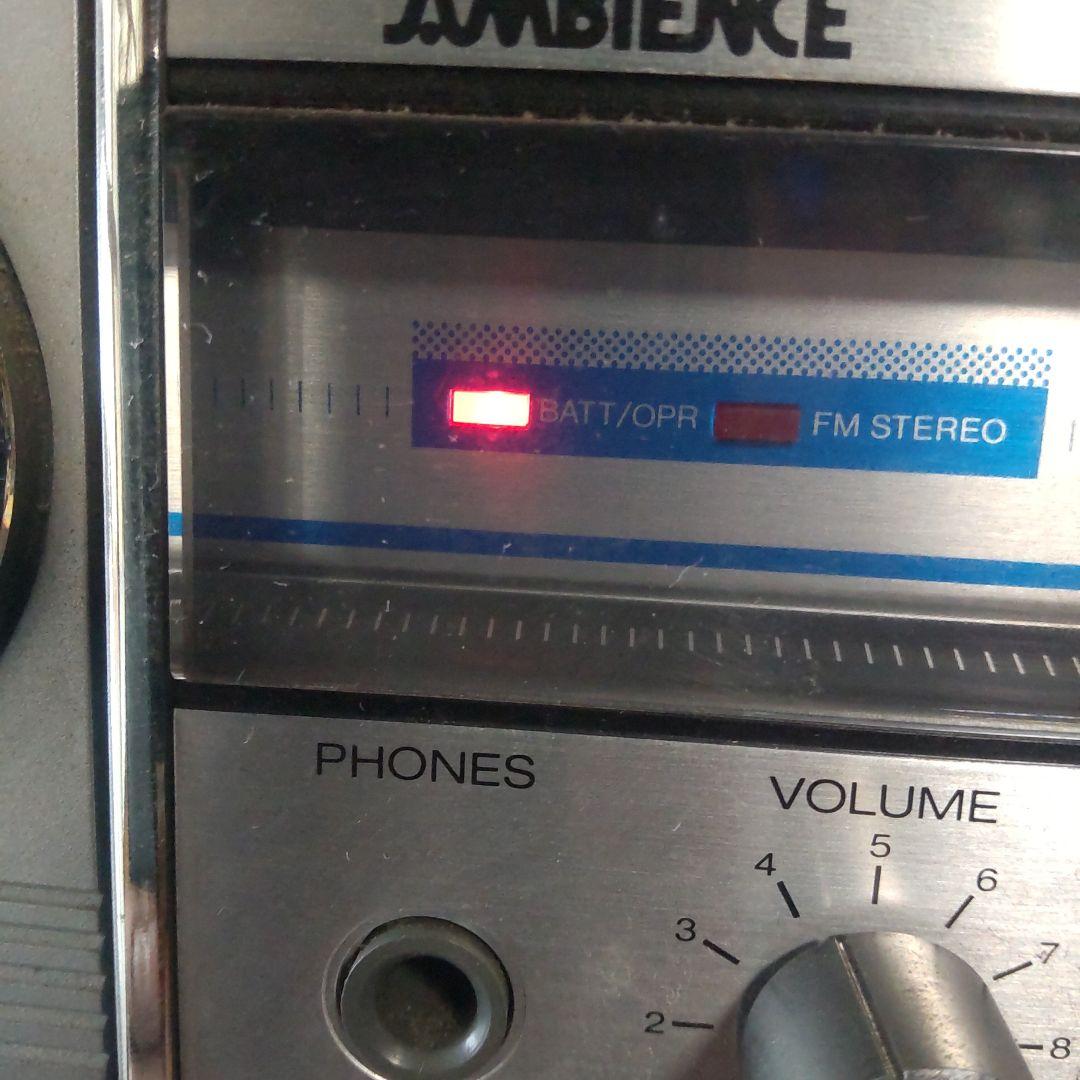 AMBIENCE
BATT/OPR FM STEREO
PHONES
VOLUME
5
4 6
3 7
2 8